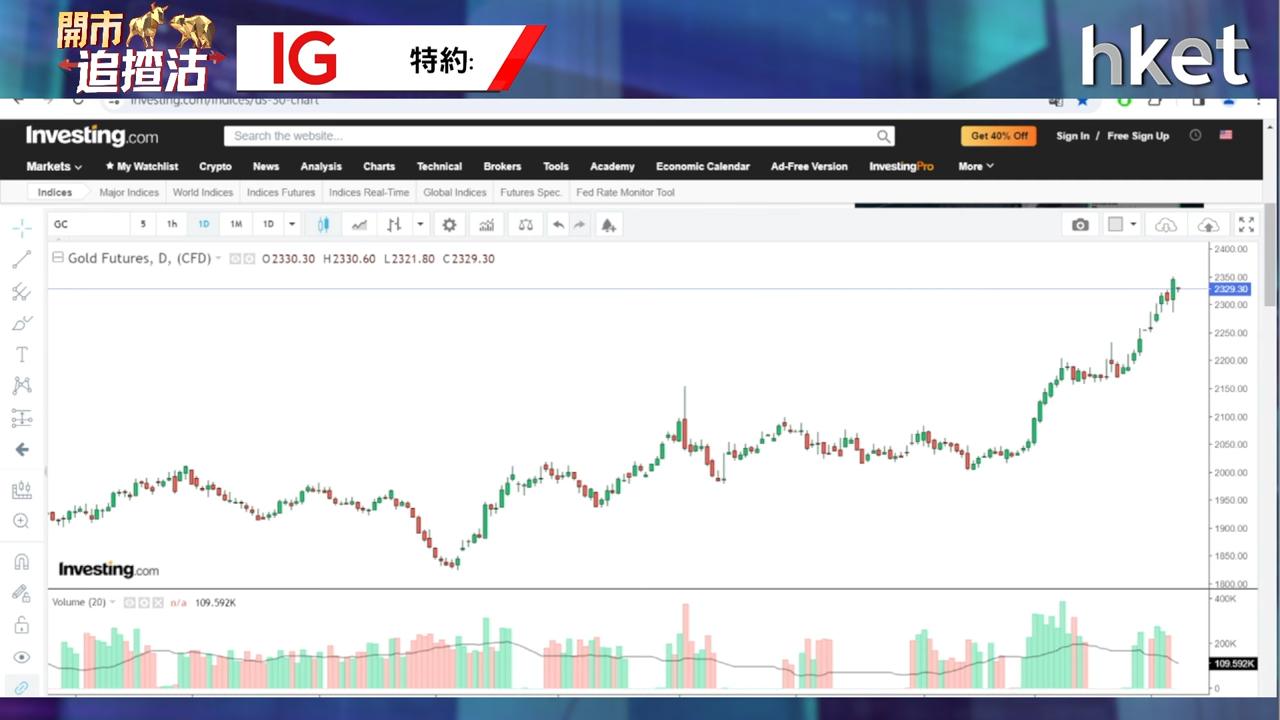 開市
追揸沽
IG 特約:
hket
investing.com/indices/us-30-chart
Investing.com
Search the website...
Get 40% Off
Sign In / Free Sign Up
Markets My Watchlist Crypto News Analysis Charts Technical Brokers Tools Academy Economic Calendar Ad-Free Version InvestingPro More
Indices Major Indices World Indices Indices Futures Indices Real-Time Global Indices Futures Spec. Fed Rate Monitor Tool
GC 5 1h 1D 1M 1D
Gold Futures, D, (CFD) O2330.30 H2330.60 L2321.80 C2329.30
2400.00
2350.00
2329.30
2300.00
2250.00
2200.00
2150.00
2100.00
2050.00
2000.00
1950.00
1900.00
1850.00
1800.00
Investing.com
Volume (20) n/a 109.592K
400K
200K
109.592K
0